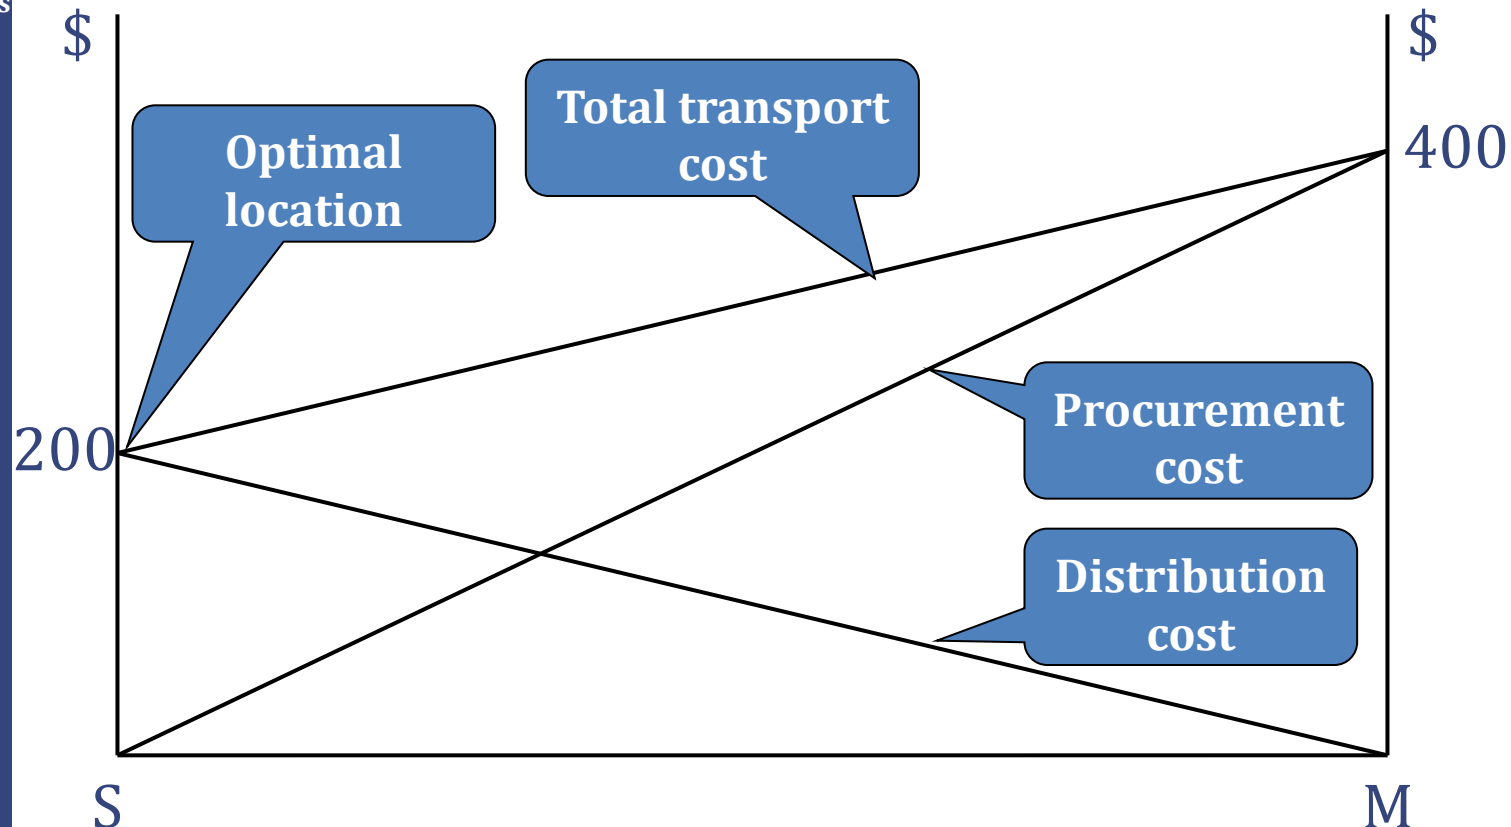 s
$
$
Total transport
cost
Optimal
location
400
200
Procurement
cost
Distribution
cost
S
M